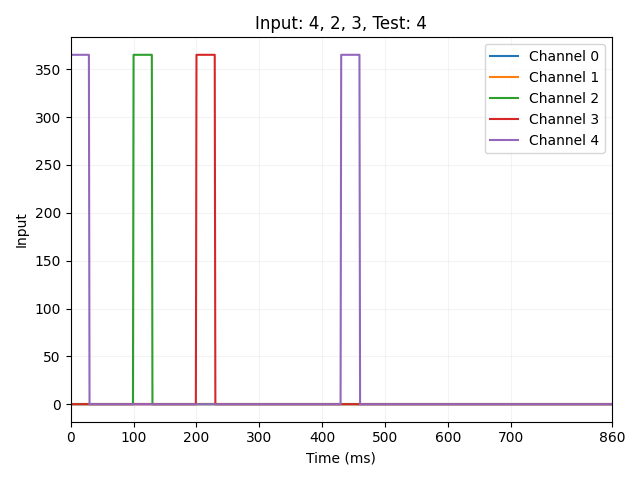 Input: 4, 2, 3, Test: 4
Channel 0
Channel 1
Channel 2
Channel 3
Channel 4
350
300
250
200
150
100
50
0
Input
0 100 200 300 400 500 600 700 860
Time (ms)